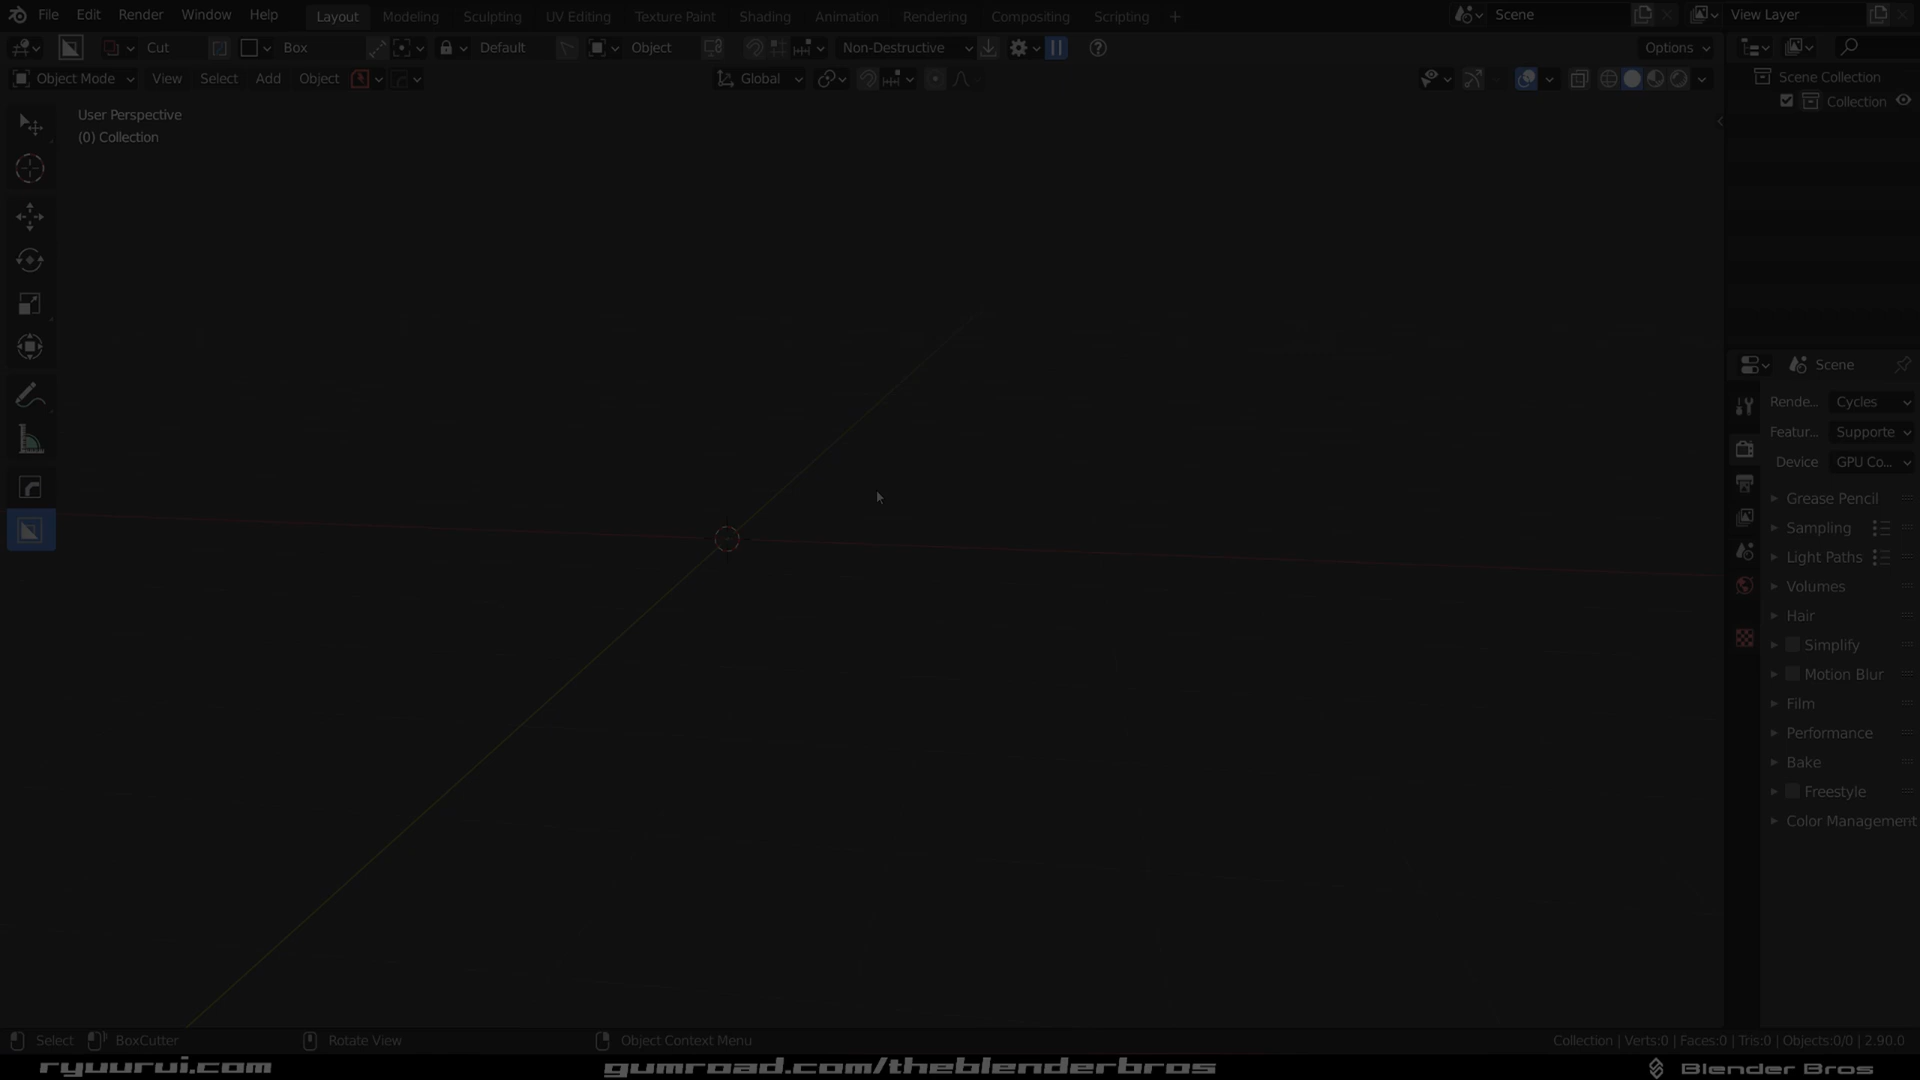 File Edit Render Window Help Layout Modeling Sculpting UV Editing Texture Paint Shading Animation Rendering Compositing Scripting + Scene View Layer
Cut Box Default Object Non-Destructive Options
Object Mode View Select Add Object Global
Scene Collection
Collection
User Perspective
(0) Collection
Scene
Rende... Cycles
Featur... Supporte
Device GPU Co...
Grease Pencil
Sampling
Light Paths
Volumes
Hair
Simplify
Motion Blur
Film
Performance
Bake
Freestyle
Color Management
Select BoxCutter Rotate View Object Context Menu Collection | Verts:0 | Faces:0 | Tris:0 | Objects:0/0 | 2.90.0
ryuurui.com gumroad.com/theblenderbros Blender Bros